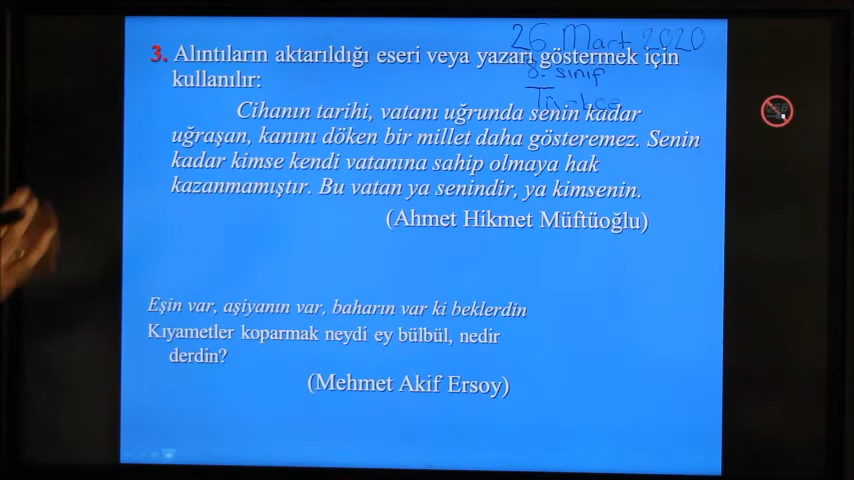 26 Mart 2020
3. Alıntıların aktarıldığı eseri veya yazarı göstermek için
8. sınıf
kullanılır:
Türkçe
Cihanın tarihi, vatanı uğrunda senin kadar
uğraşan, kanını döken bir millet daha gösteremez. Senin
kadar kimse kendi vatanına sahip olmaya hak
kazanmamıştır. Bu vatan ya senindir, ya kimsenin.
(Ahmet Hikmet Müftüoğlu)
Eşin var, aşiyanın var, baharın var ki beklerdin
Kıyametler koparmak neydi ey bülbül, nedir
derdin?
(Mehmet Akif Ersoy)